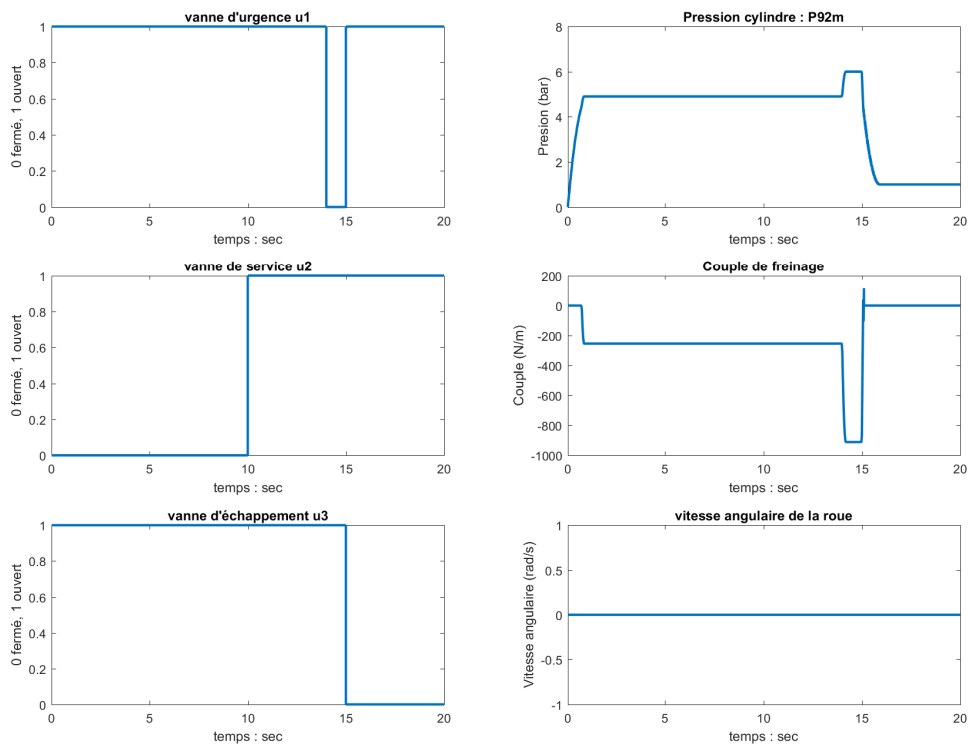 vanne d'urgence u1
0 fermé, 1 ouvert
1
0.8
0.6
0.4
0.2
0
0 5 10 15 20
temps : sec
Pression cylindre : P92m
Presion (bar)
8
6
4
2
0
0 5 10 15 20
temps : sec
vanne de service u2
0 fermé, 1 ouvert
1
0.8
0.6
0.4
0.2
0
0 5 10 15 20
temps : sec
Couple de freinage
Couple (N/m)
200
0
-200
-400
-600
-800
-1000
0 5 10 15 20
temps : sec
vanne d'échappement u3
0 fermé, 1 ouvert
1
0.8
0.6
0.4
0.2
0
0 5 10 15 20
temps : sec
vitesse angulaire de la roue
Vitesse angulaire (rad/s)
1
0.5
0
-0.5
-1
0 5 10 15 20
temps : sec